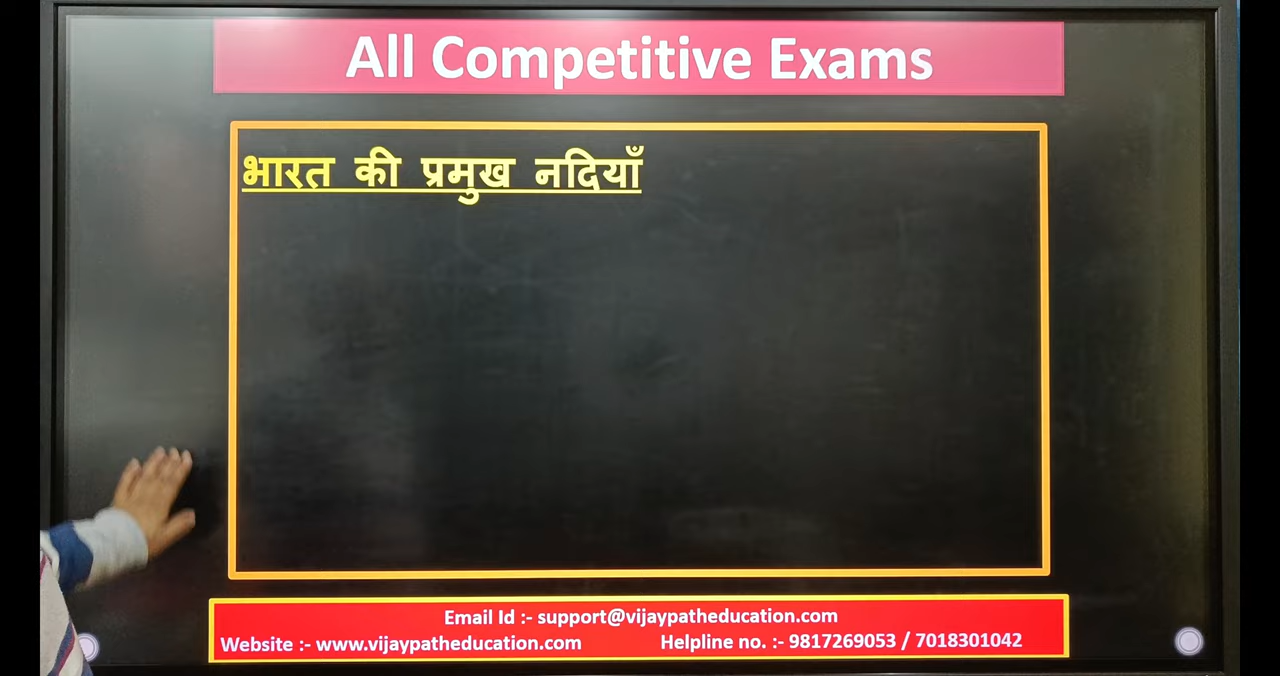 All Competitive Exams
भारत की प्रमुख नदियाँ
Email Id :- support@vijaypatheducation.com
Website :- www.vijaypatheducation.com Helpline no. :- 9817269053 / 7018301042